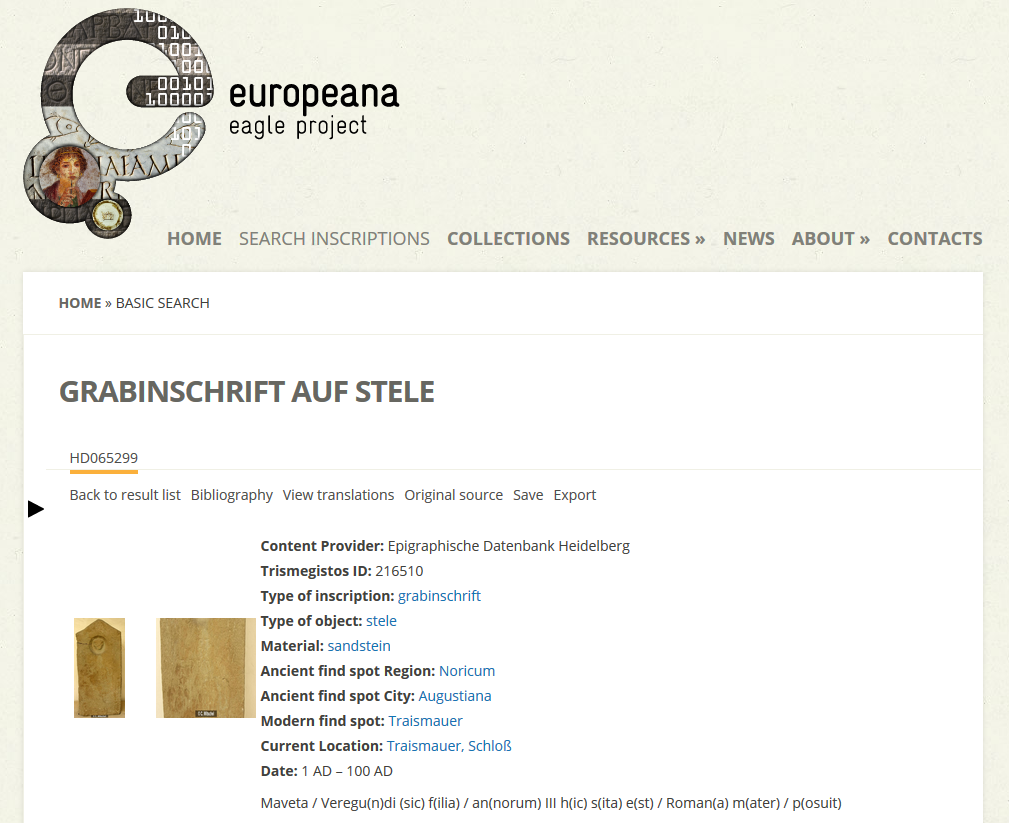 europeana
eagle project
HOME SEARCH INSCRIPTIONS COLLECTIONS RESOURCES » NEWS ABOUT » CONTACTS
HOME » BASIC SEARCH
GRABINSCHRIFT AUF STELE
HD065299
Back to result list Bibliography View translations Original source Save Export
Content Provider: Epigraphische Datenbank Heidelberg
Trismegistos ID: 216510
Type of inscription: grabinschrift
Type of object: stele
Material: sandstein
Ancient find spot Region: Noricum
Ancient find spot City: Augustiana
Modern find spot: Traismauer
Current Location: Traismauer, Schloß
Date: 1 AD – 100 AD
Maveta / Veregu(n)di (sic) f(ilia) / an(norum) III h(ic) s(ita) e(st) / Roman(a) m(ater) / p(osuit)